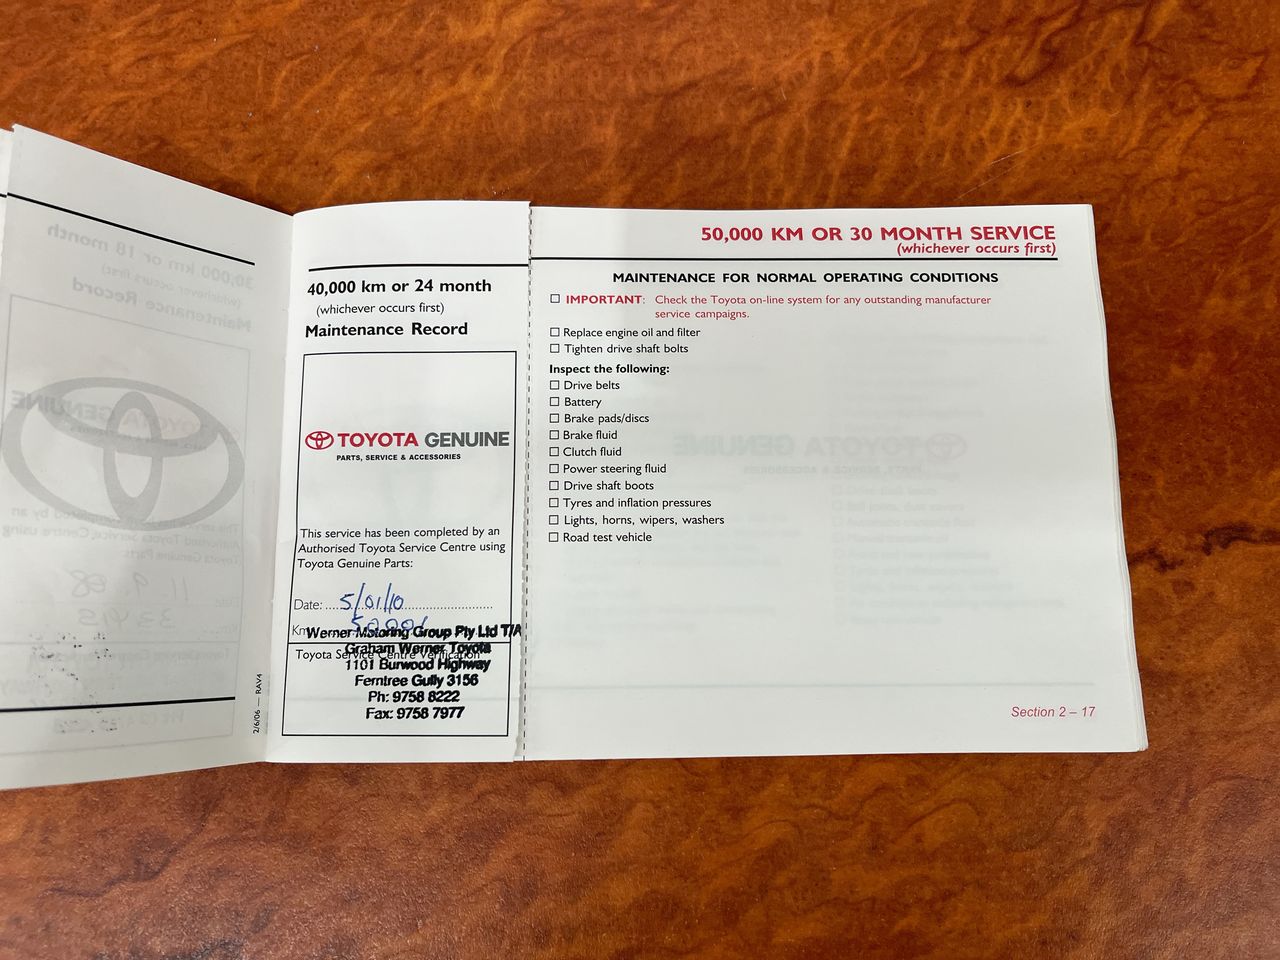 40,000 km or 24 month
(whichever occurs first)
Maintenance Record
TOYOTA GENUINE
PARTS, SERVICE & ACCESSORIES
This service has been completed by an
Authorised Toyota Service Centre using
Toyota Genuine Parts:
Date: 5/01/10
Km
Werner Motoring Group Pty Ltd T/A
Toyota Service Centre Verification
Graham Werner Toyota
1101 Burwood Highway
Ferntree Gully 3156
Ph: 9758 8222
Fax: 9758 7977
2/6/06 — RAV4
50,000 KM OR 30 MONTH SERVICE
(whichever occurs first)
MAINTENANCE FOR NORMAL OPERATING CONDITIONS
IMPORTANT: Check the Toyota on-line system for any outstanding manufacturer
service campaigns.
Replace engine oil and filter
Tighten drive shaft bolts
Inspect the following:
Drive belts
Battery
Brake pads/discs
Brake fluid
Clutch fluid
Power steering fluid
Drive shaft boots
Tyres and inflation pressures
Lights, horns, wipers, washers
Road test vehicle
Section 2 – 17